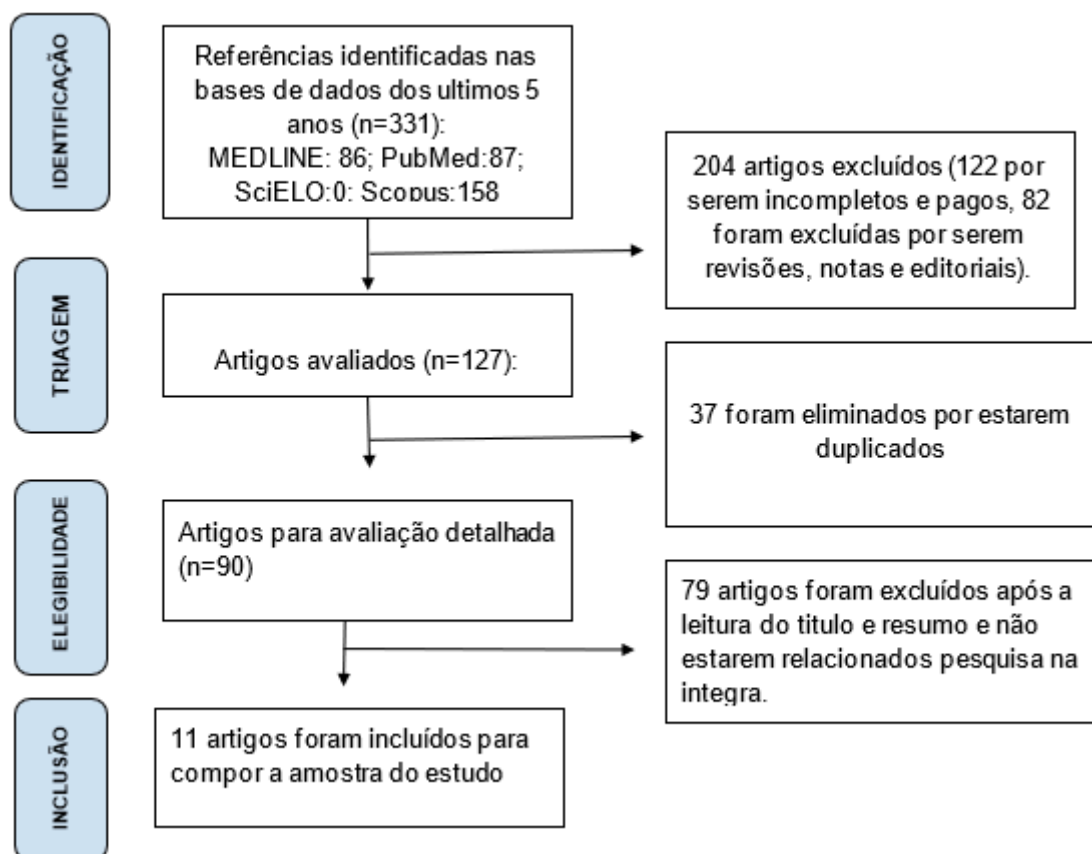 IDENTIFICAÇÃO
Referências identificadas nas
bases de dados dos ultimos 5
anos (n=331):
MEDLINE: 86; PubMed:87;
SciELO:0: Scopus:158
204 artigos excluídos (122 por
serem incompletos e pagos, 82
foram excluídas por serem
revisões, notas e editoriais).
TRIAGEM
Artigos avaliados (n=127):
37 foram eliminados por estarem
duplicados
ELEGIBILIDADE
Artigos para avaliação detalhada
(n=90)
79 artigos foram excluídos após a
leitura do titulo e resumo e não
estarem relacionados pesquisa na
integra.
INCLUSÃO
11 artigos foram incluídos para
compor a amostra do estudo